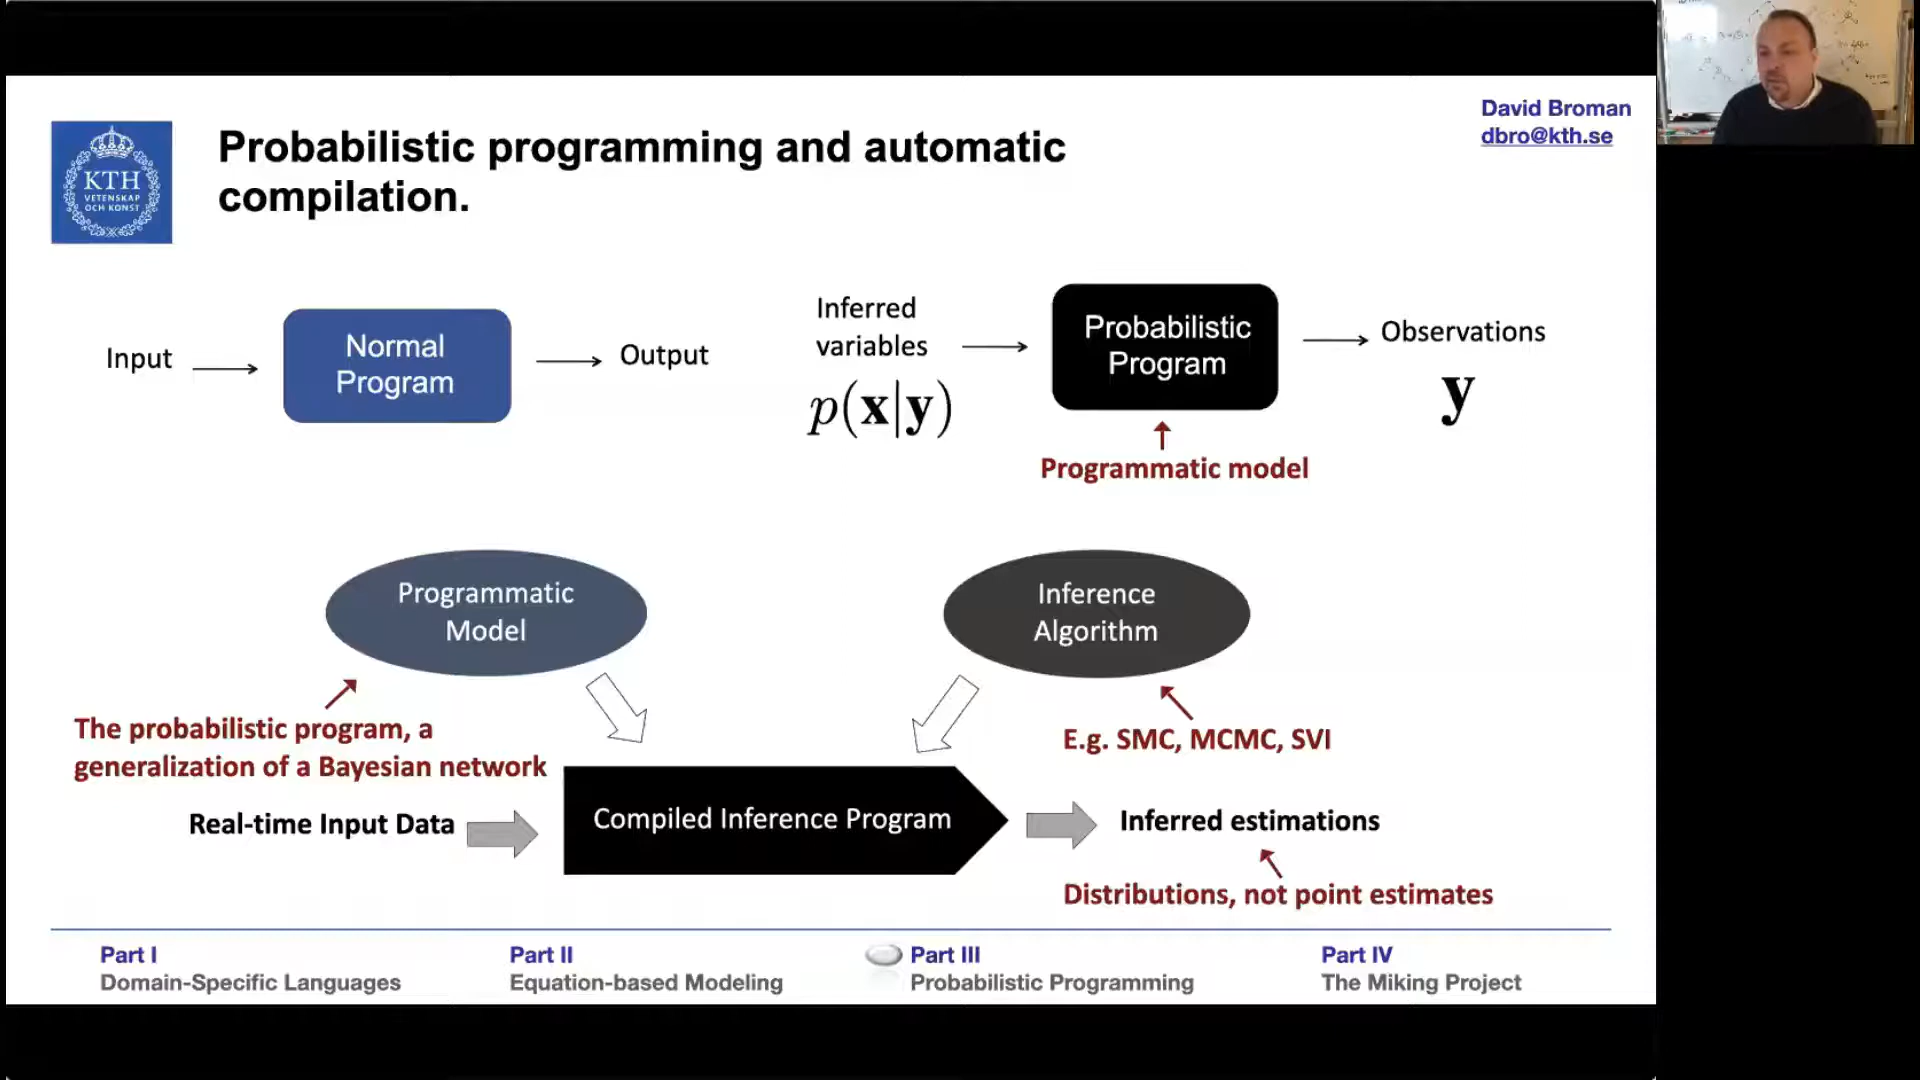 David Broman
dbro@kth.se
KTH
VETENSKAP
OCH KONST
Probabilistic programming and automatic
compilation.
Input
Normal
Program
Output
Inferred
variables
p(x|y)
Probabilistic
Program
Observations
y
Programmatic model
Programmatic
Model
Inference
Algorithm
The probabilistic program, a
generalization of a Bayesian network
E.g. SMC, MCMC, SVI
Real-time Input Data
Compiled Inference Program
Inferred estimations
Distributions, not point estimates
Part I
Domain-Specific Languages
Part II
Equation-based Modeling
Part III
Probabilistic Programming
Part IV
The Miking Project